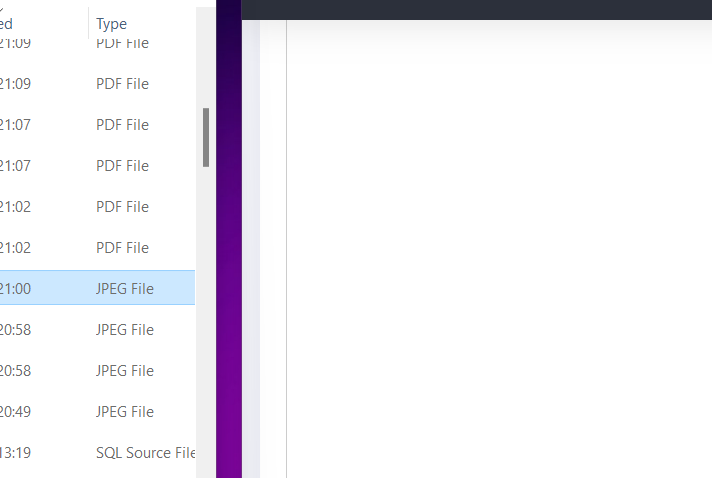 ed Type
21:09 PDF File
21:09 PDF File
21:07 PDF File
21:07 PDF File
21:02 PDF File
21:02 PDF File
21:00 JPEG File
20:58 JPEG File
20:58 JPEG File
20:49 JPEG File
13:19 SQL Source File